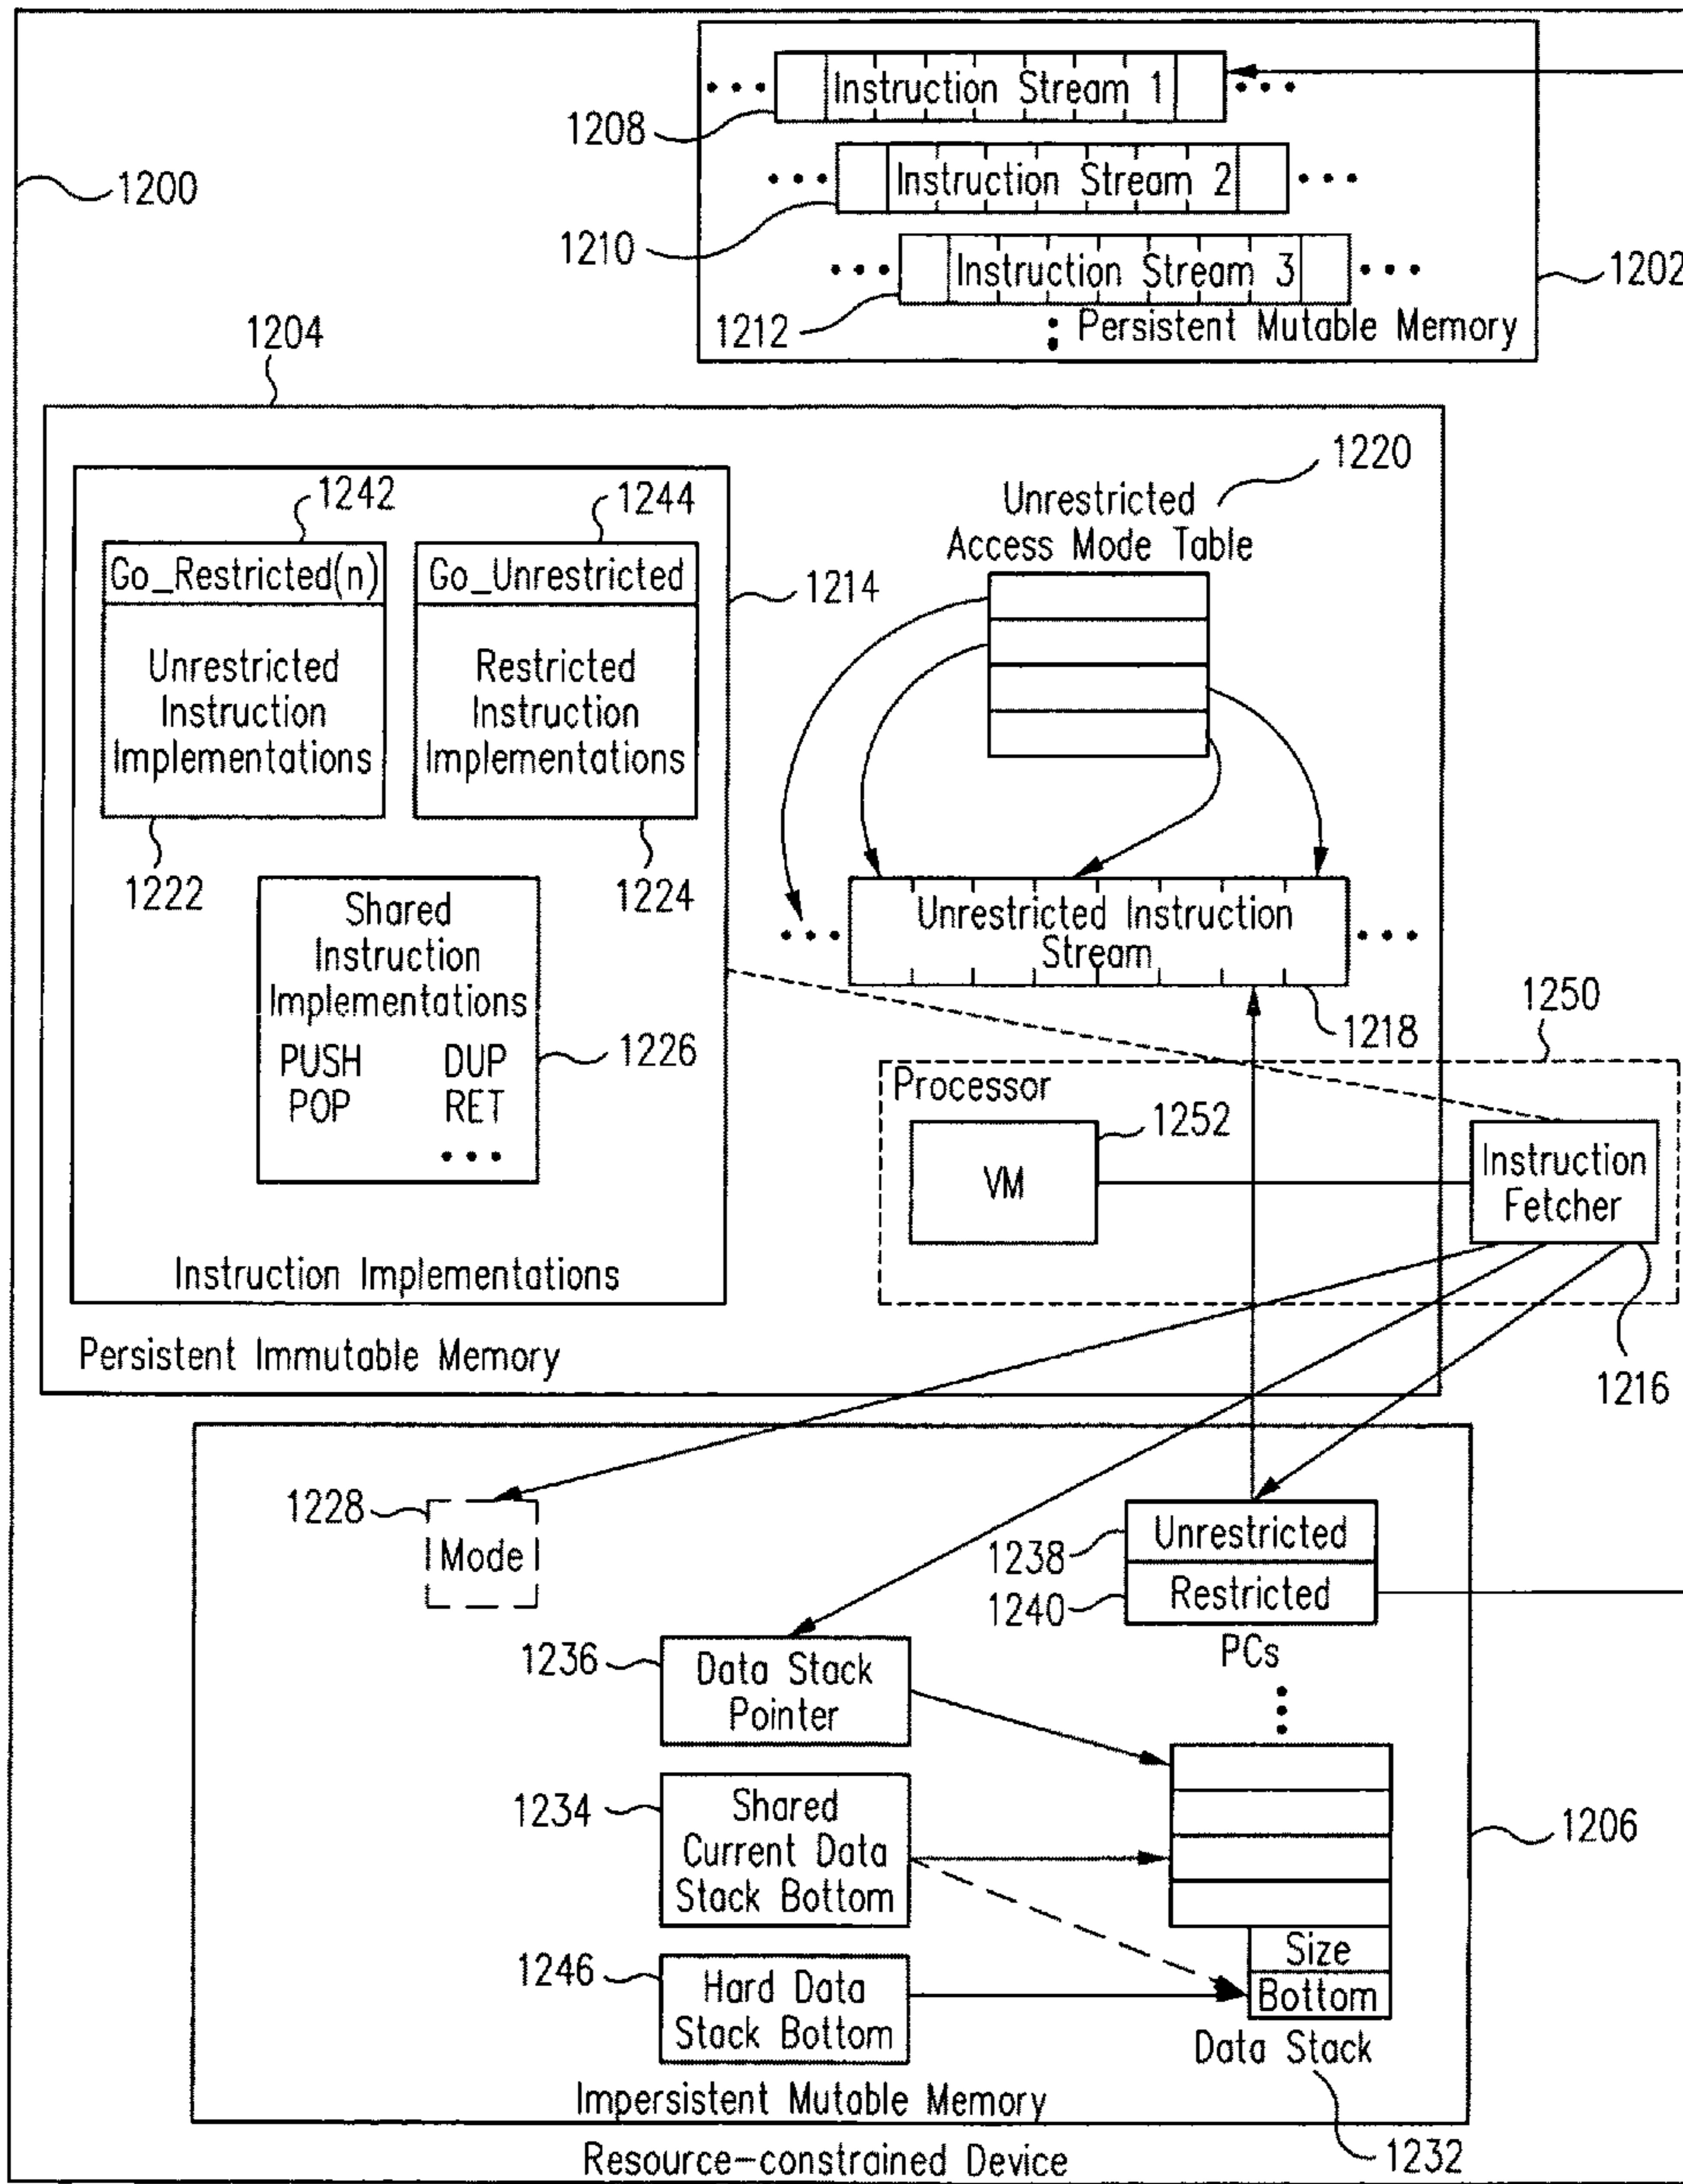 Instruction Stream 1
1208
1200
Instruction Stream 2
1210
Instruction Stream 3
1202
1212
Persistent Mutable Memory
1204
1220
Unrestricted
Access Mode Table
1242
1244
Go_Restricted(n)
Go_Unrestricted
1214
Unrestricted
Instruction
Implementations
Restricted
Instruction
Implementations
1222
1224
Shared
Instruction
Implementations
PUSH DUP
POP RET
• • •
1226
Unrestricted Instruction
Stream
1218
1250
Processor
1252
VM
Instruction
Fetcher
Instruction Implementations
Persistent Immutable Memory
1216
1228
Mode
1238
Unrestricted
1240
Restricted
PCs
1236
Data Stack
Pointer
1234
Shared
Current Data
Stack Bottom
1206
Size
Bottom
1246
Hard Data
Stack Bottom
Data Stack
Impersistent Mutable Memory
1232
Resource-constrained Device